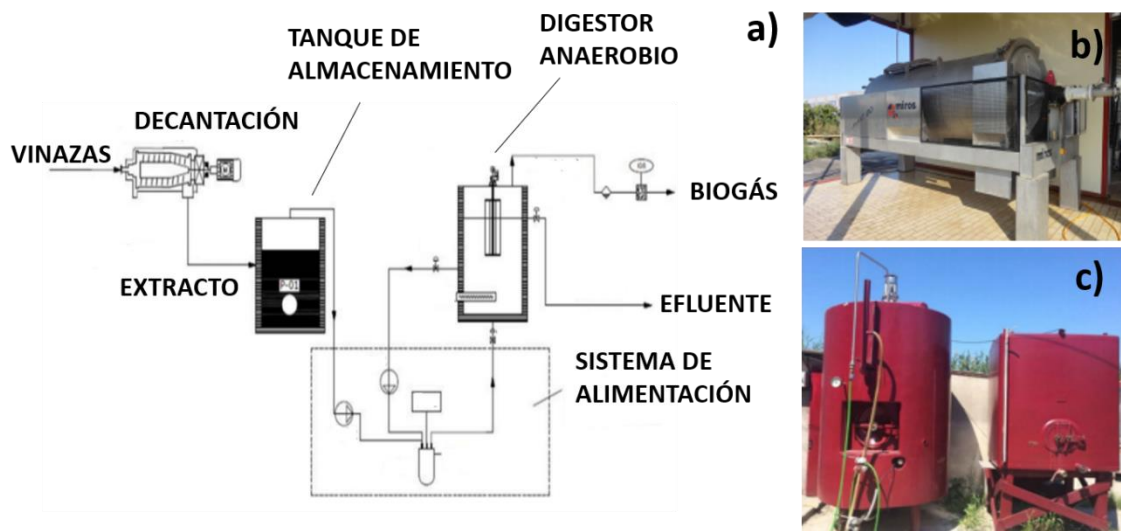 TANQUE DE
ALMACENAMIENTO
DIGESTOR
ANAEROBIO
a)
b)
DECANTACIÓN
VINAZAS
miros
BIOGÁS
EXTRACTO
P-01
EFLUENTE
c)
SISTEMA DE
ALIMENTACIÓN